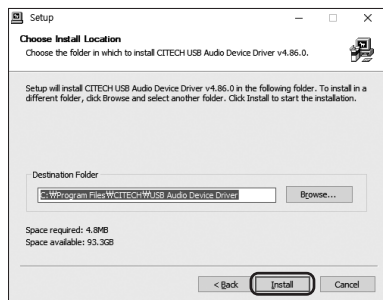 Setup
Choose Install Location
Choose the folder in which to install CITECH USB Audio Device Driver v4.86.0.
Setup will install CITECH USB Audio Device Driver v4.86.0 in the following folder. To install in a
different folder, click Browse and select another folder. Click Install to start the installation.
Destination Folder
C:₩Program Files₩CITECH₩USB Audio Device Driver
Browse...
Space required: 4.8MB
Space available: 93.3GB
< Back Install Cancel